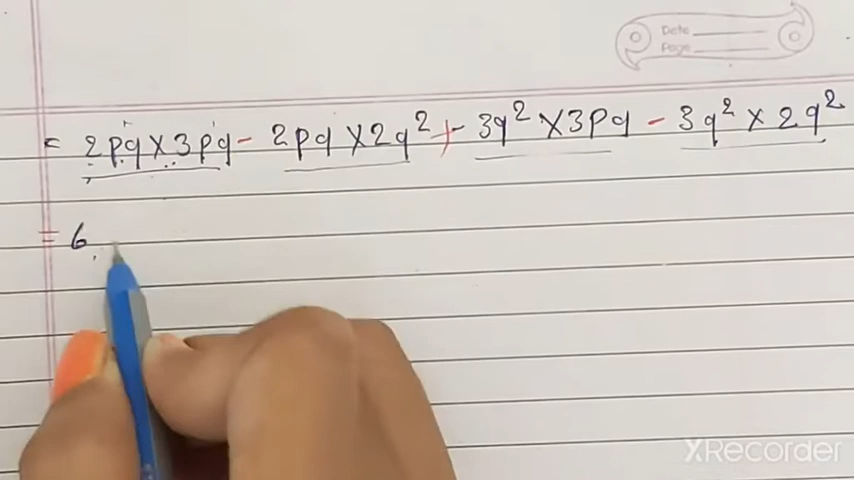 Date
Page
= 2pq × 3pq - 2pq × 2q² + 3q² × 3pq - 3q² × 2q²
= 6
XRecorder